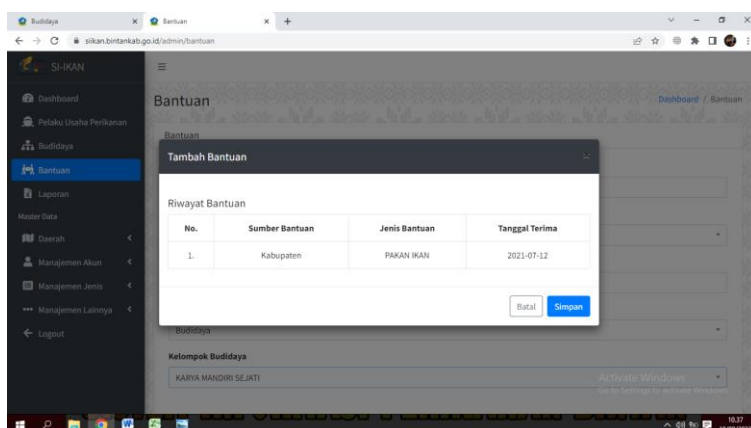 Budidaya
Bantuan
siikan.bintankab.go.id/admin/bantuan
SI-IKAN
Dashboard
Pelaku Usaha Perikanan
Budidaya
Bantuan
Laporan
Master Data
Daerah
Manajemen Akun
Manajemen Jenis
Manajemen Lainnya
Logout
Bantuan
Dashboard / Bantuan
Bantuan
Tambah Bantuan
Riwayat Bantuan
No. Sumber Bantuan Jenis Bantuan Tanggal Terima
1. Kabupaten PAKAN IKAN 2021-07-12
Batal Simpan
Budidaya
Kelompok Budidaya
KARYA MANDIRI SEJATI
Activate Windows
Go to Settings to activate Windows.
10.37